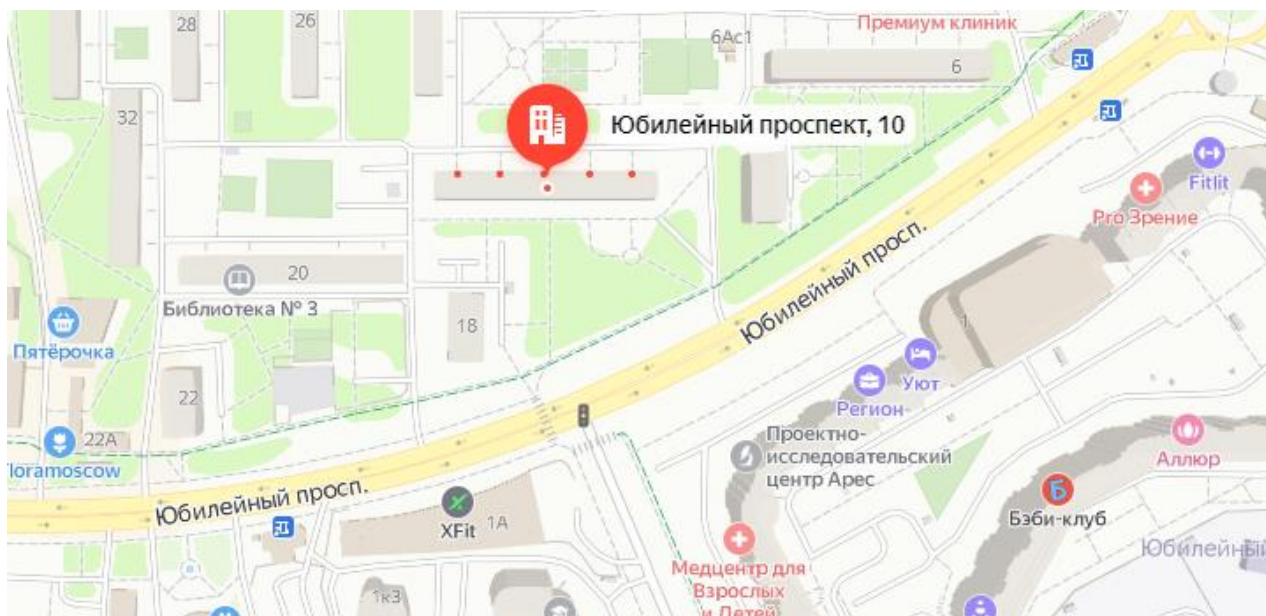 28
26
6Ас1
Премиум клиник
6
32
Юбилейный проспект, 10
Fitlit
Pro Зрение
20
Библиотека № 3
18
Юбилейный просп.
1
Пятёрочка
Уют
22
Регион
22А
Проектно-
исследовательский
центр Арес
Аллюр
loramoscow
Юбилейный просп.
XFit
1А
Б
Бэби-клуб
Юбилейный
Медцентр для
Взрослых
и Детей
1к3